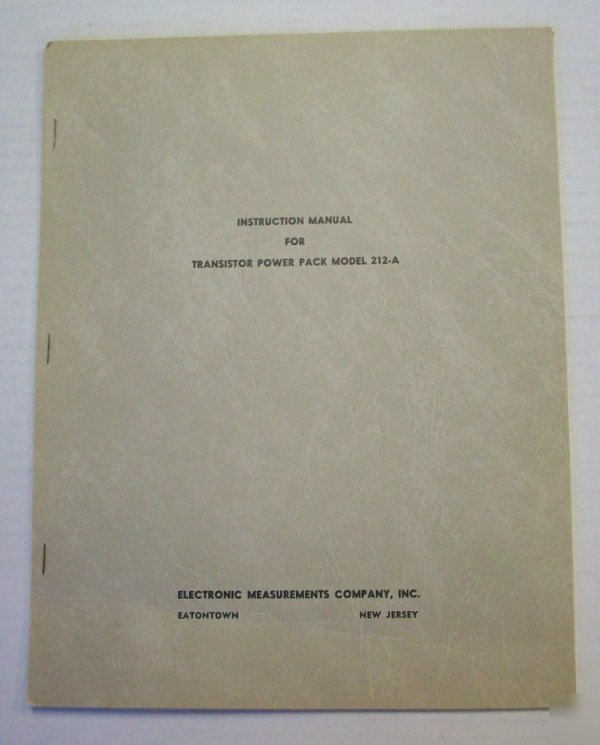 INSTRUCTION MANUAL
FOR
TRANSISTOR POWER PACK MODEL 212-A
ELECTRONIC MEASUREMENTS COMPANY, INC.
EATONTOWN NEW JERSEY